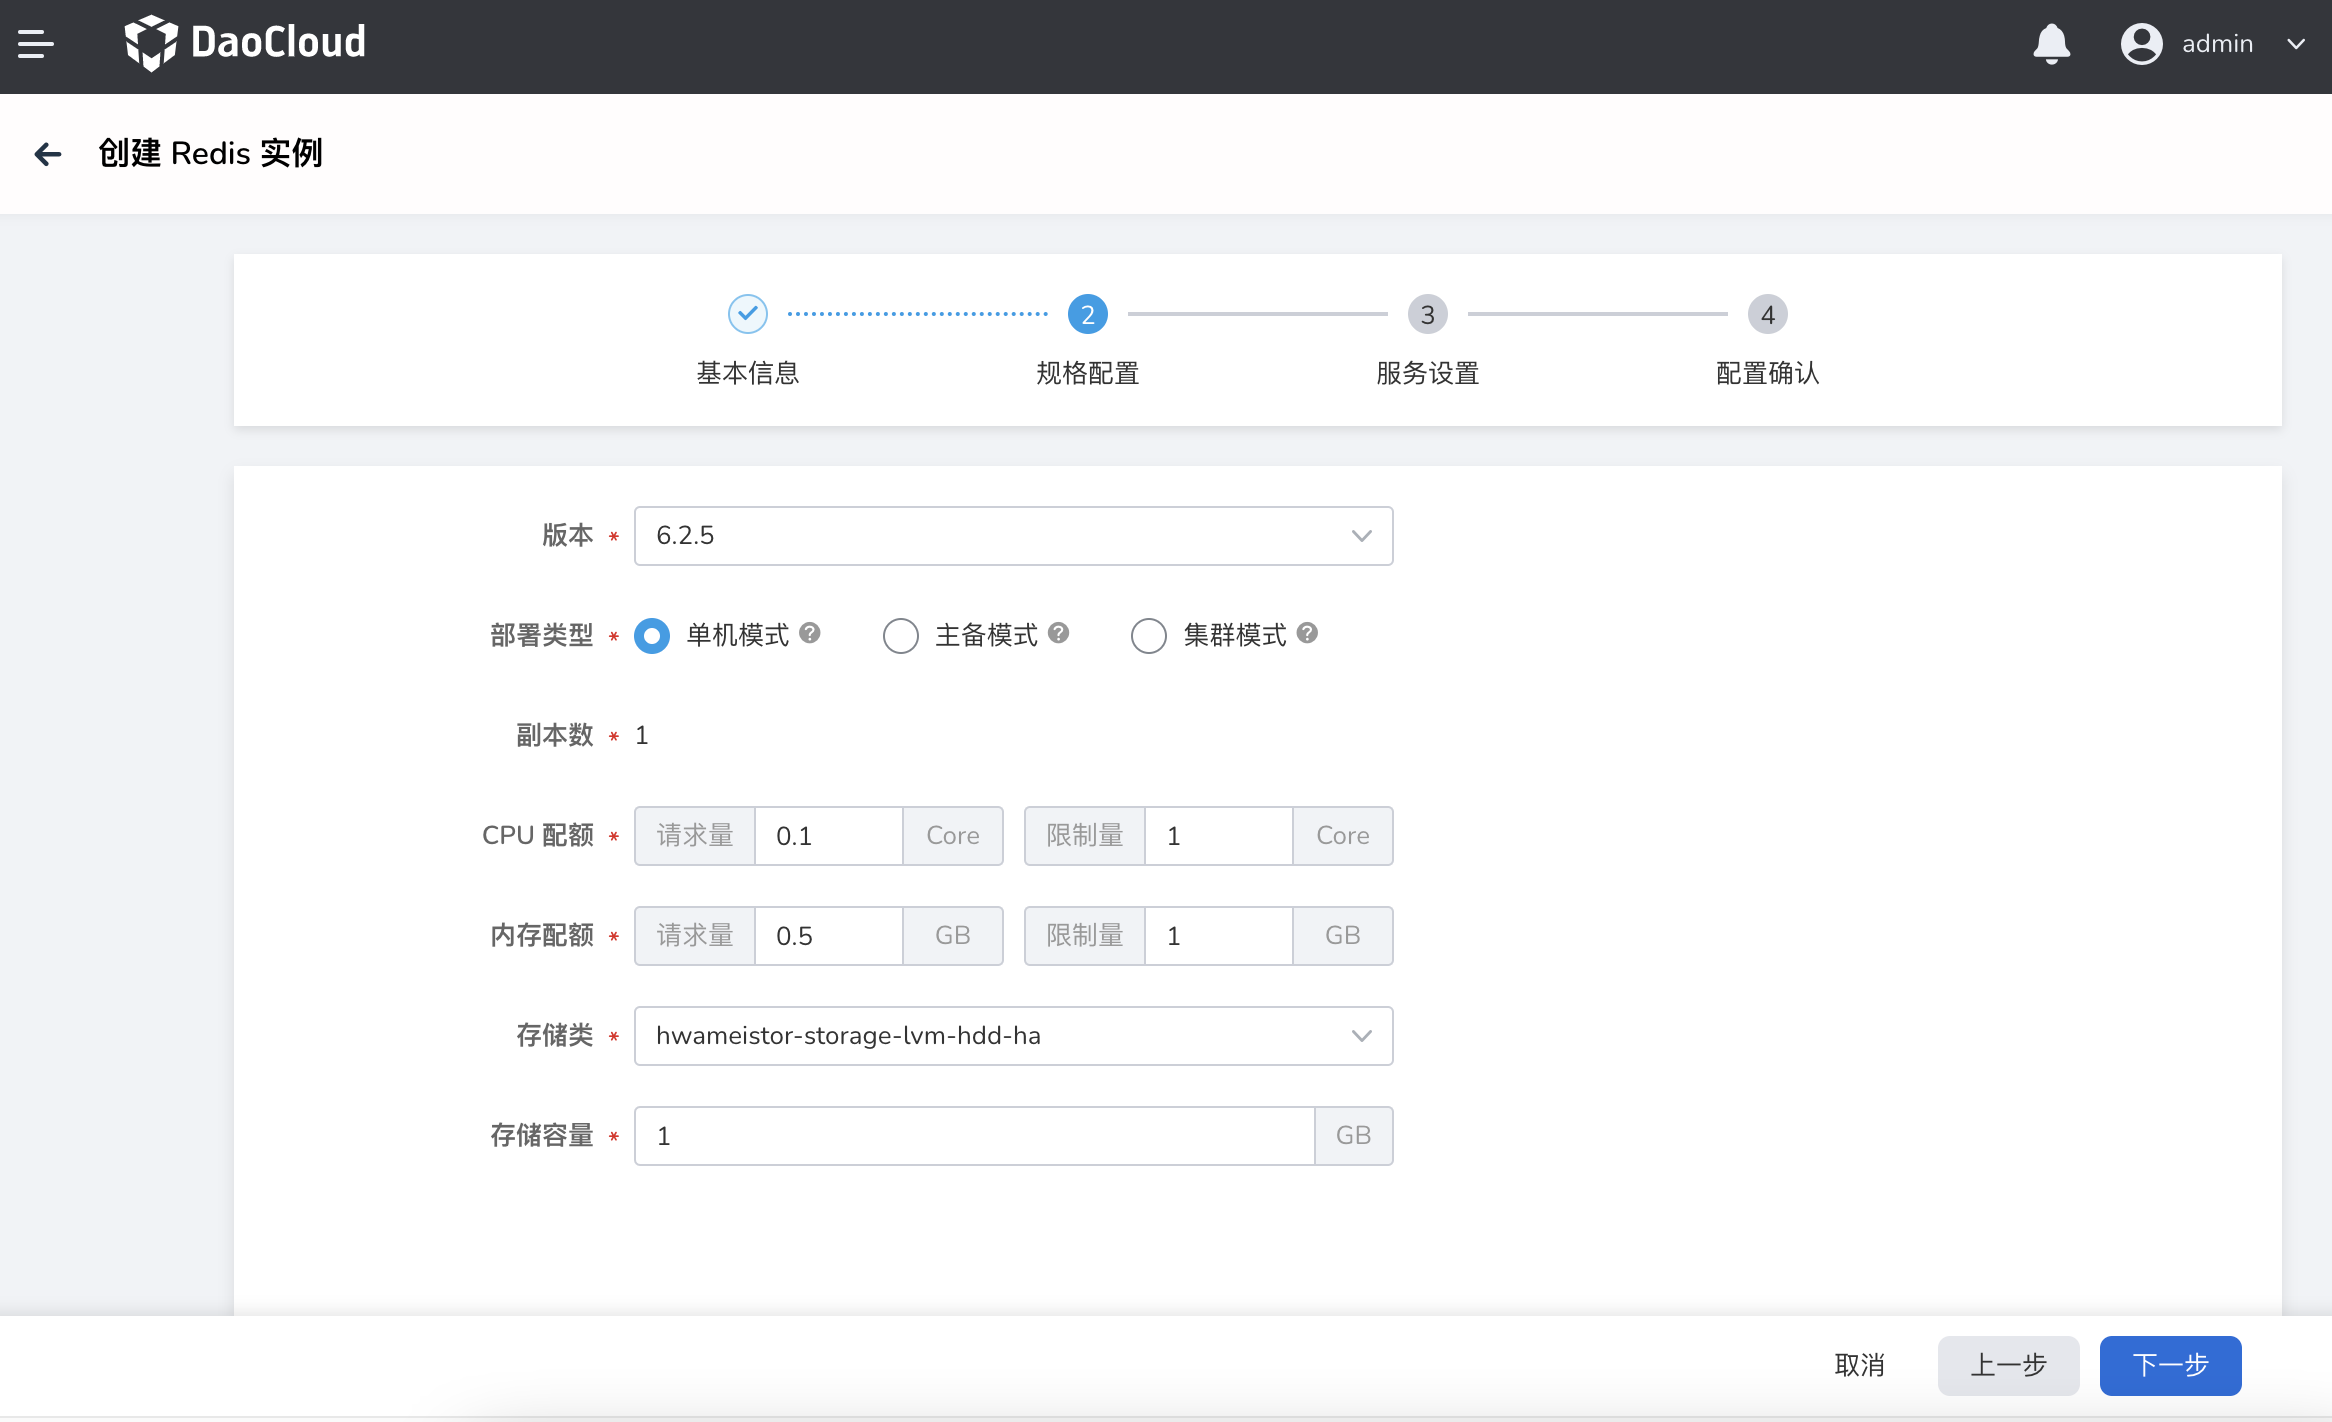 DaoCloud
admin
创建 Redis 实例
2 3 4
基本信息 规格配置 服务设置 配置确认
版本 * 6.2.5
部署类型 * 单机模式 ? 主备模式 ? 集群模式 ?
副本数 * 1
CPU 配额 * 请求量 0.1 Core 限制量 1 Core
内存配额 * 请求量 0.5 GB 限制量 1 GB
存储类 * hwameistor-storage-lvm-hdd-ha
存储容量 * 1 GB
取消 上一步 下一步